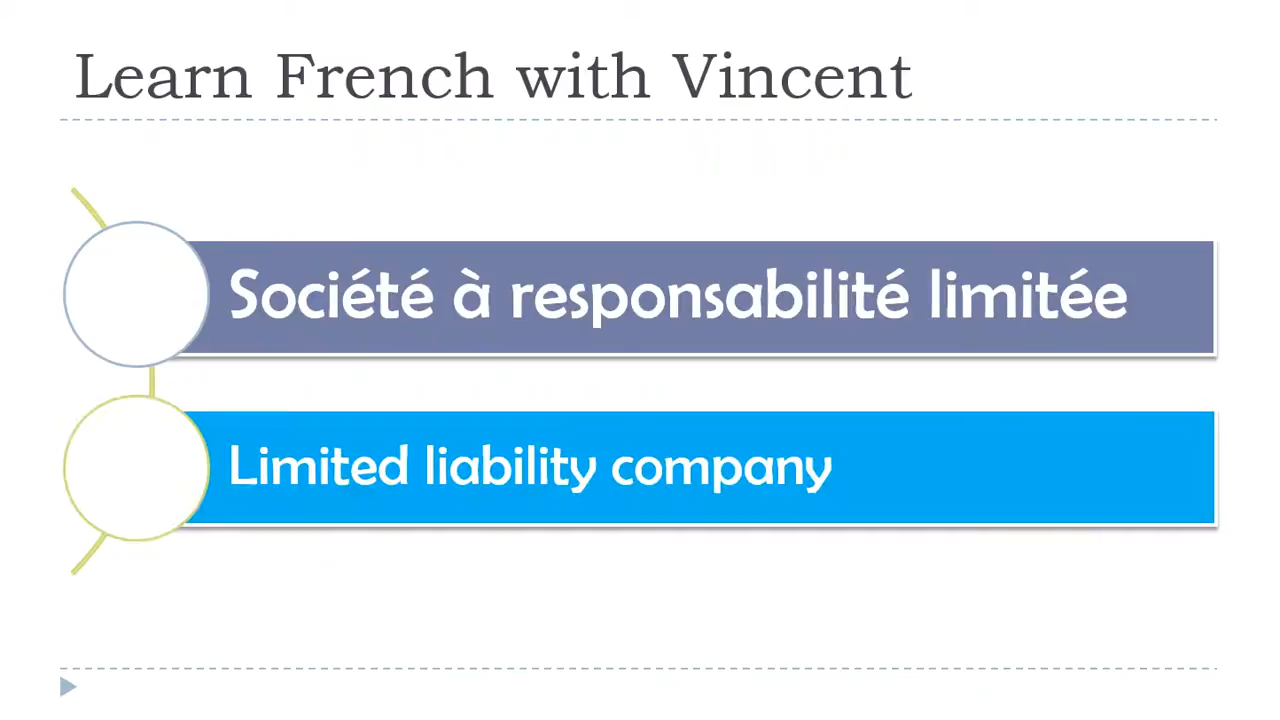 Learn French with Vincent
Société à responsabilité limitée
Limited liability company